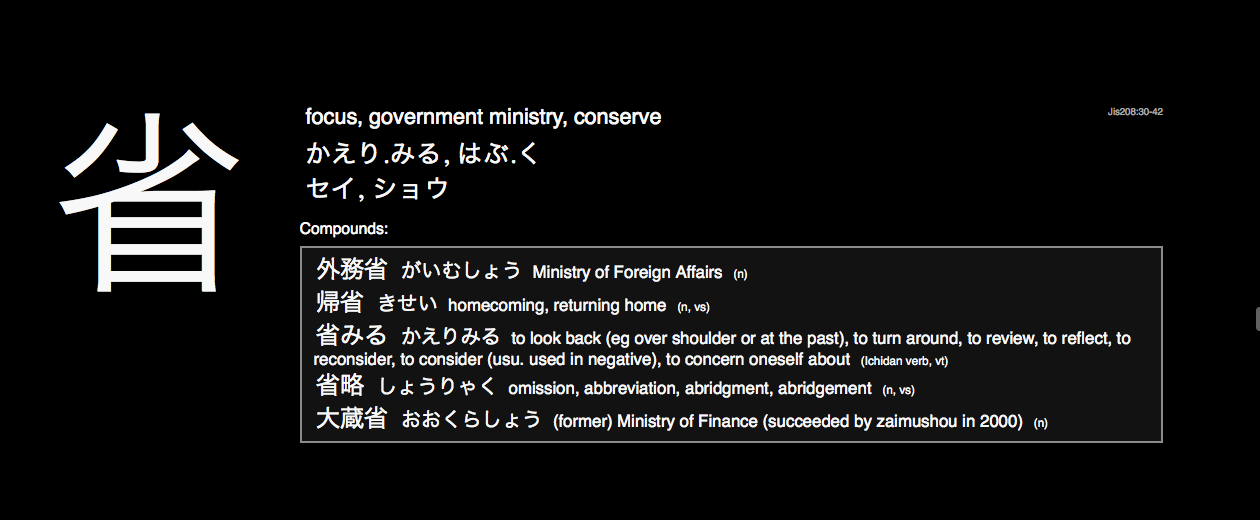 省
focus, government ministry, conserve
Jis208:30-42
かえり.みる, はぶ.く
セイ, ショウ
Compounds:
外務省 がいむしょう Ministry of Foreign Affairs (n)
帰省 きせい homecoming, returning home (n, vs)
省みる かえりみる to look back (eg over shoulder or at the past), to turn around, to review, to reflect, to
reconsider, to consider (usu. used in negative), to concern oneself about (Ichidan verb, vt)
省略 しょうりゃく omission, abbreviation, abridgment, abridgement (n, vs)
大蔵省 おおくらしょう (former) Ministry of Finance (succeeded by zaimushou in 2000) (n)